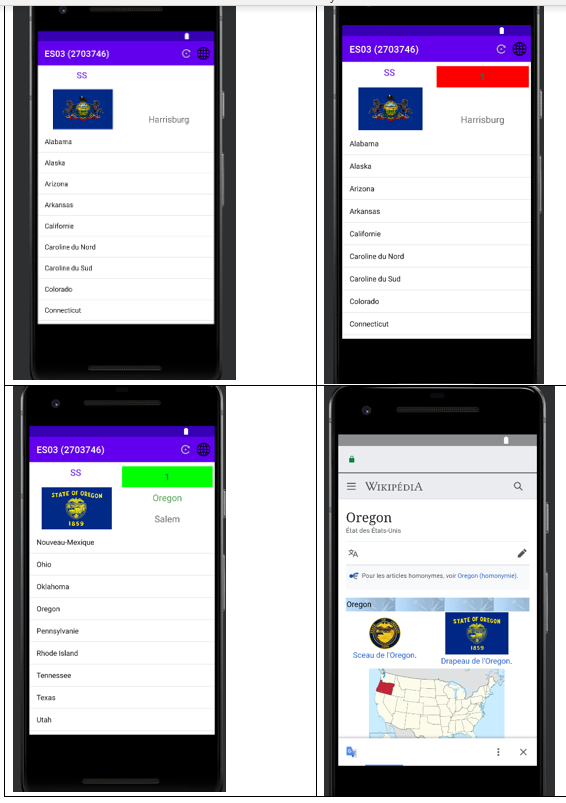 ES03 (2703746)
SS
Harrisburg
Alabama
Alaska
Arizona
Arkansas
Californie
Caroline du Nord
Caroline du Sud
Colorado
Connecticut
ES03 (2703746)
SS
1
Harrisburg
Alabama
Alaska
Arizona
Arkansas
Californie
Caroline du Nord
Caroline du Sud
Colorado
Connecticut
ES03 (2703746)
SS
1
STATE OF OREGON
1859
Oregon
Salem
Nouveau-Mexique
Ohio
Oklahoma
Oregon
Pennsylvanie
Rhode Island
Tennessee
Texas
Utah
WIKIPÉDIA
Oregon
État des États-Unis
Pour les articles homonymes, voir Oregon (homonymie).
Oregon
STATE OF OREGON
1859
Sceau de l'Oregon.
Drapeau de l'Oregon.